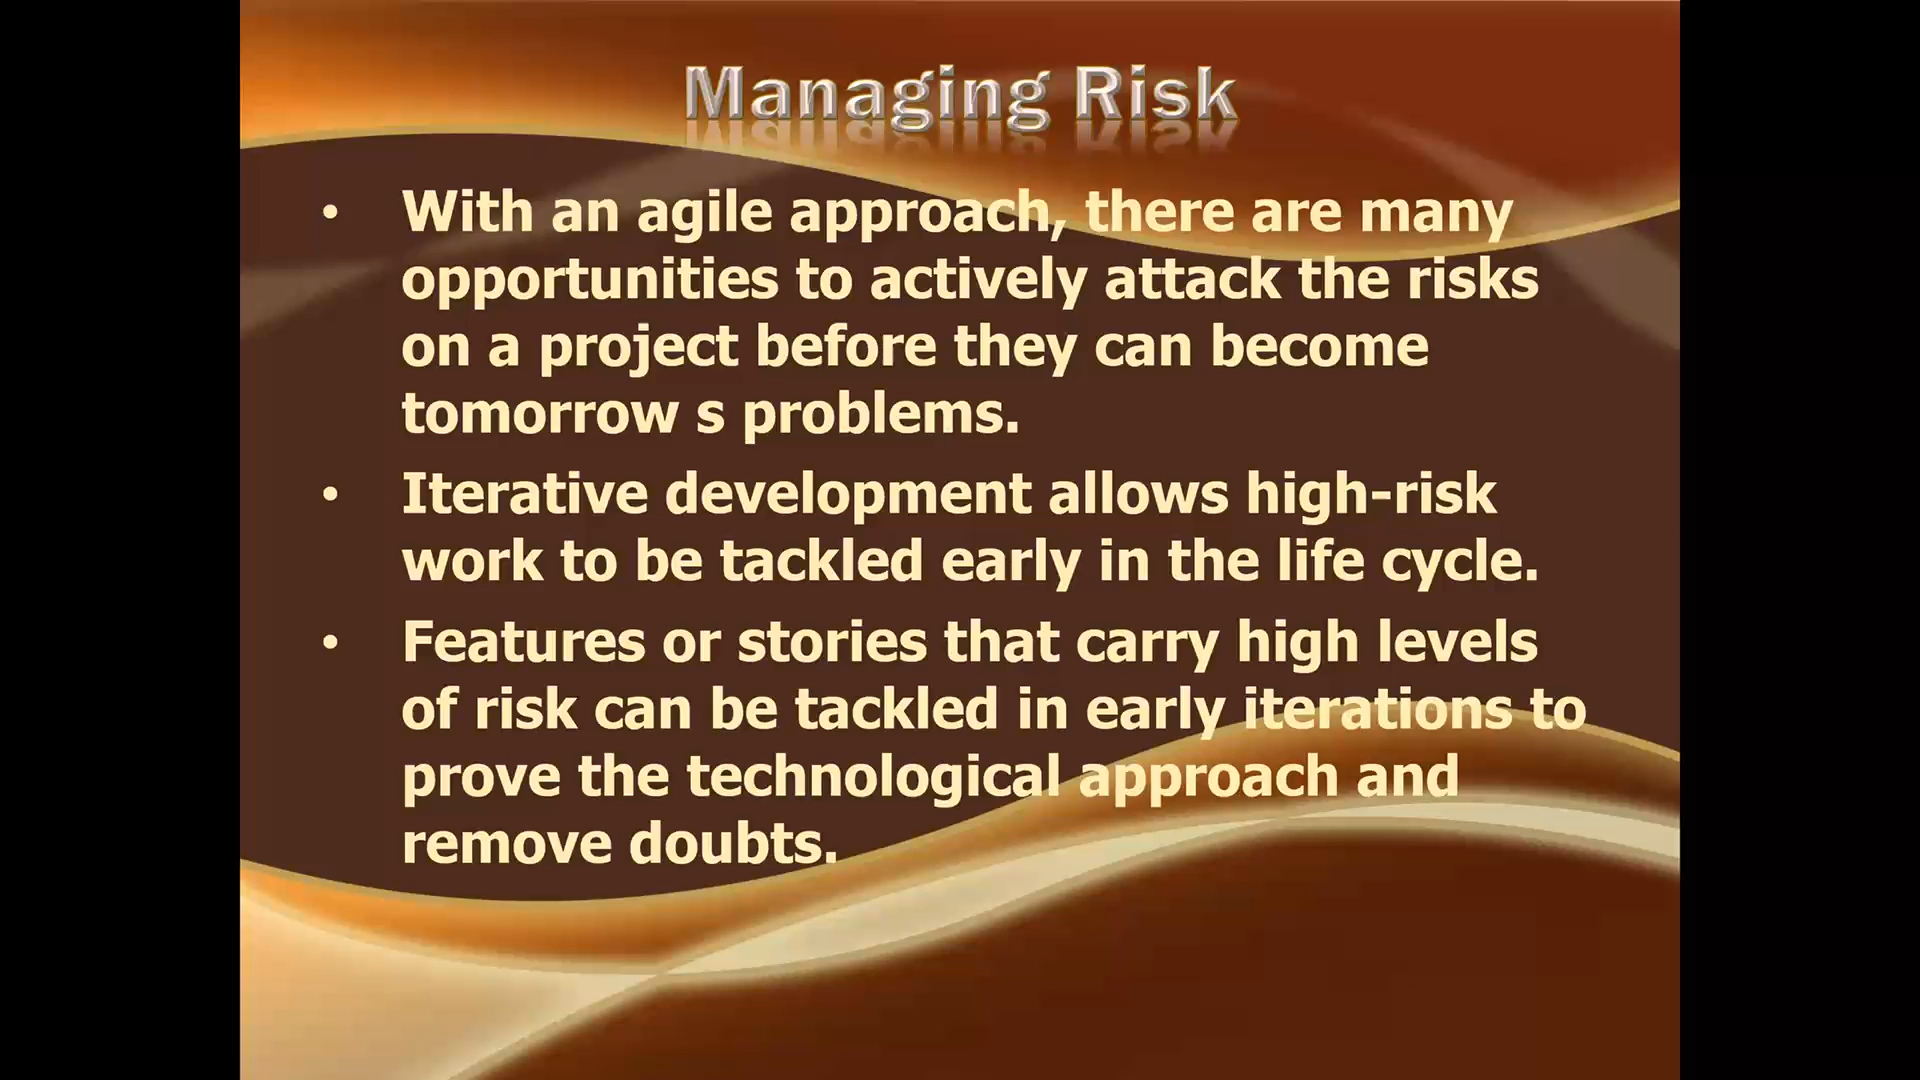 Managing Risk
• With an agile approach, there are many
opportunities to actively attack the risks
on a project before they can become
tomorrow s problems.
• Iterative development allows high-risk
work to be tackled early in the life cycle.
• Features or stories that carry high levels
of risk can be tackled in early iterations to
prove the technological approach and
remove doubts.